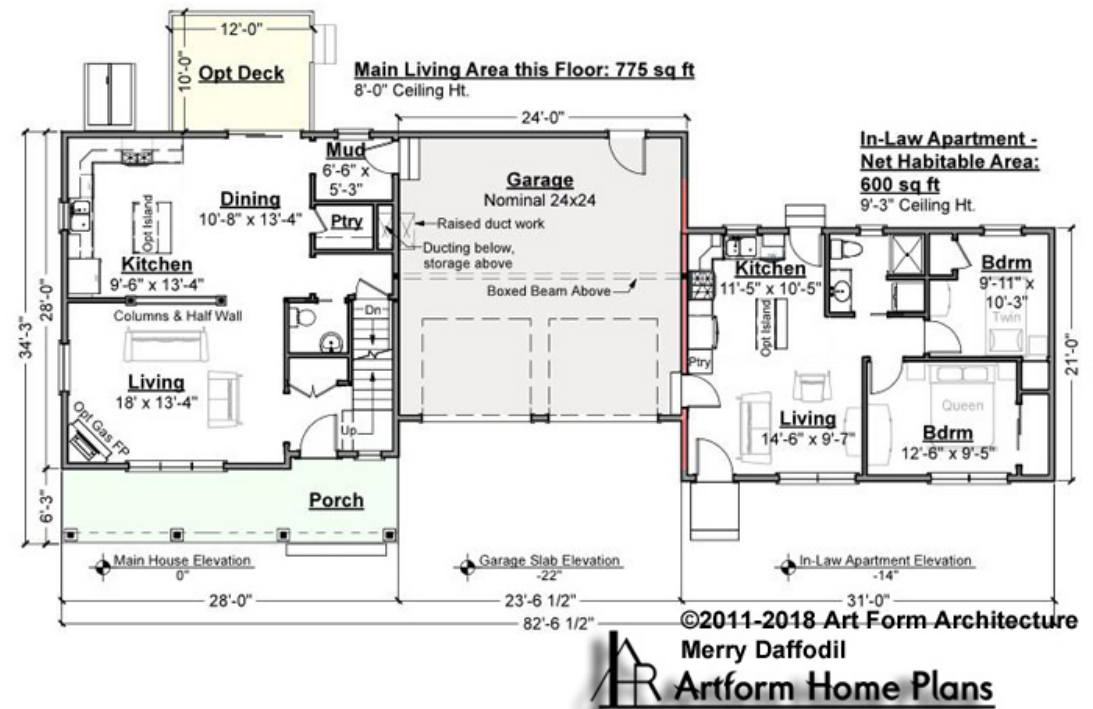 12'-0"
10'-0"
Opt Deck
Main Living Area this Floor: 775 sq ft
8'-0" Ceiling Ht.
24'-0"
Mud
6'-6" x
5'-3"
Garage
Nominal 24x24
In-Law Apartment -
Net Habitable Area:
600 sq ft
9'-3" Ceiling Ht.
Dining
10'-8" x 13'-4"
Ptry
Raised duct work
Ducting below,
storage above
Opt Island
Kitchen
9'-6" x 13'-4"
Boxed Beam Above
Kitchen
11'-5" x 10'-5"
Bdrm
9'-11" x
10'-3"
Twin
Columns & Half Wall
Dn
Opt Island
34'-3"
28'-0"
21'-0"
Living
18' x 13'-4"
Ptry
Opt Gas FP
Up
Living
14'-6" x 9'-7"
Queen
Bdrm
12'-6" x 9'-5"
6'-3"
Porch
Main House Elevation
0"
Garage Slab Elevation
-22"
In-Law Apartment Elevation
-14"
28'-0"
23'-6 1/2"
31'-0"
82'-6 1/2"
©2011-2018 Art Form Architecture
Merry Daffodil
Artform Home Plans